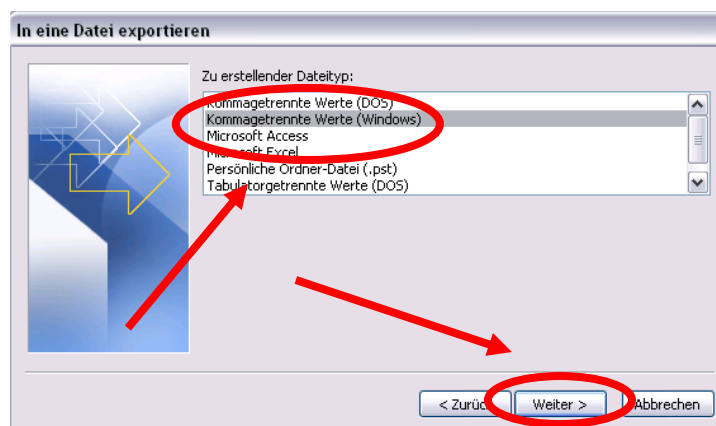 In eine Datei exportieren
Zu erstellender Dateityp:
Kommagetrennte Werte (DOS)
Kommagetrennte Werte (Windows)
Microsoft Access
Microsoft Excel
Persönliche Ordner-Datei (.pst)
Tabulatorgetrennte Werte (DOS)
< Zurück Weiter > Abbrechen